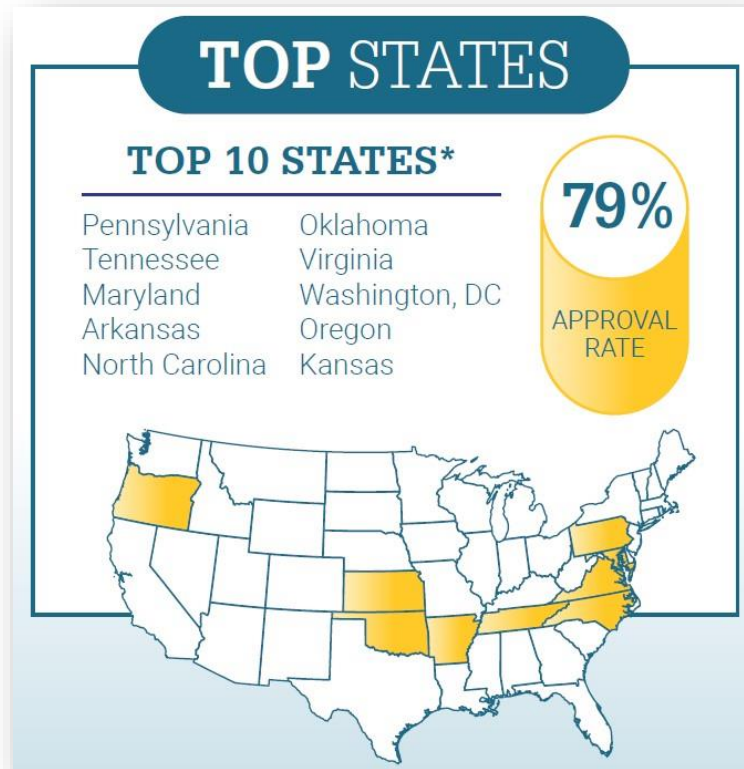 TOP STATES
TOP 10 STATES*
Pennsylvania
Tennessee
Maryland
Arkansas
North Carolina
Oklahoma
Virginia
Washington, DC
Oregon
Kansas
79%
APPROVAL
RATE